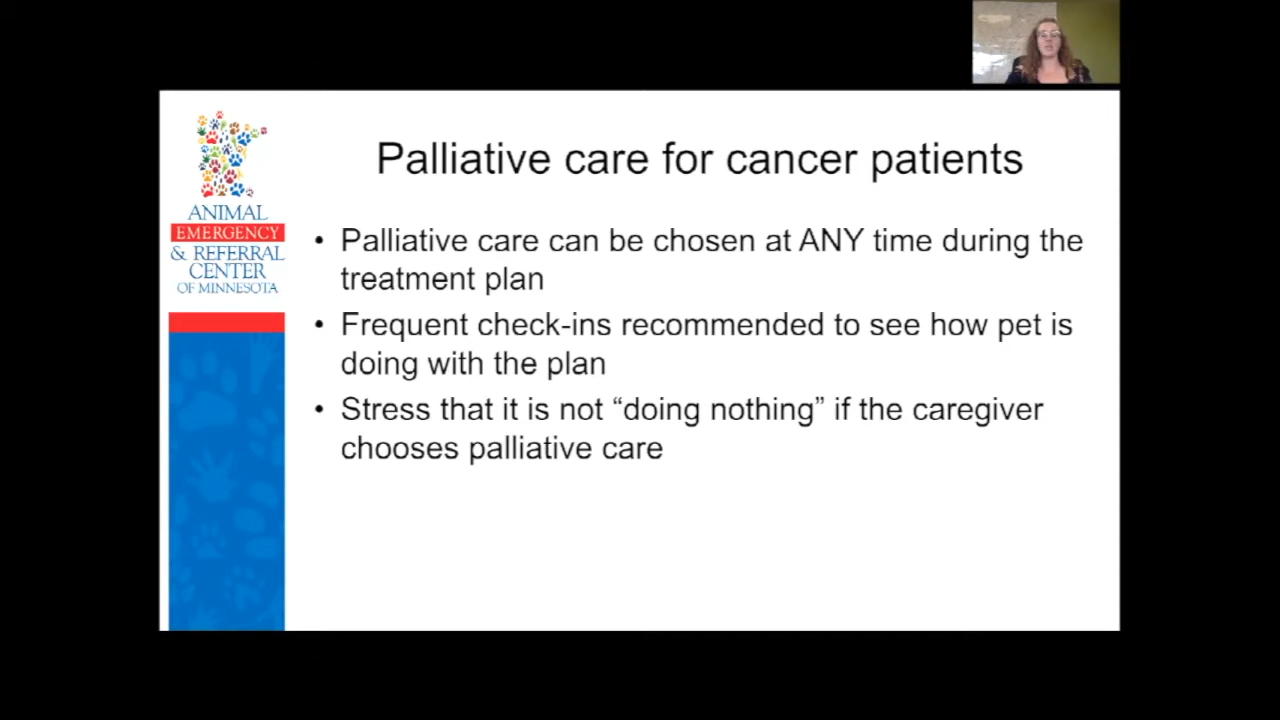 Palliative care for cancer patients
ANIMAL
EMERGENCY
& REFERRAL
CENTER
OF MINNESOTA
• Palliative care can be chosen at ANY time during the
treatment plan
• Frequent check-ins recommended to see how pet is
doing with the plan
• Stress that it is not “doing nothing” if the caregiver
chooses palliative care